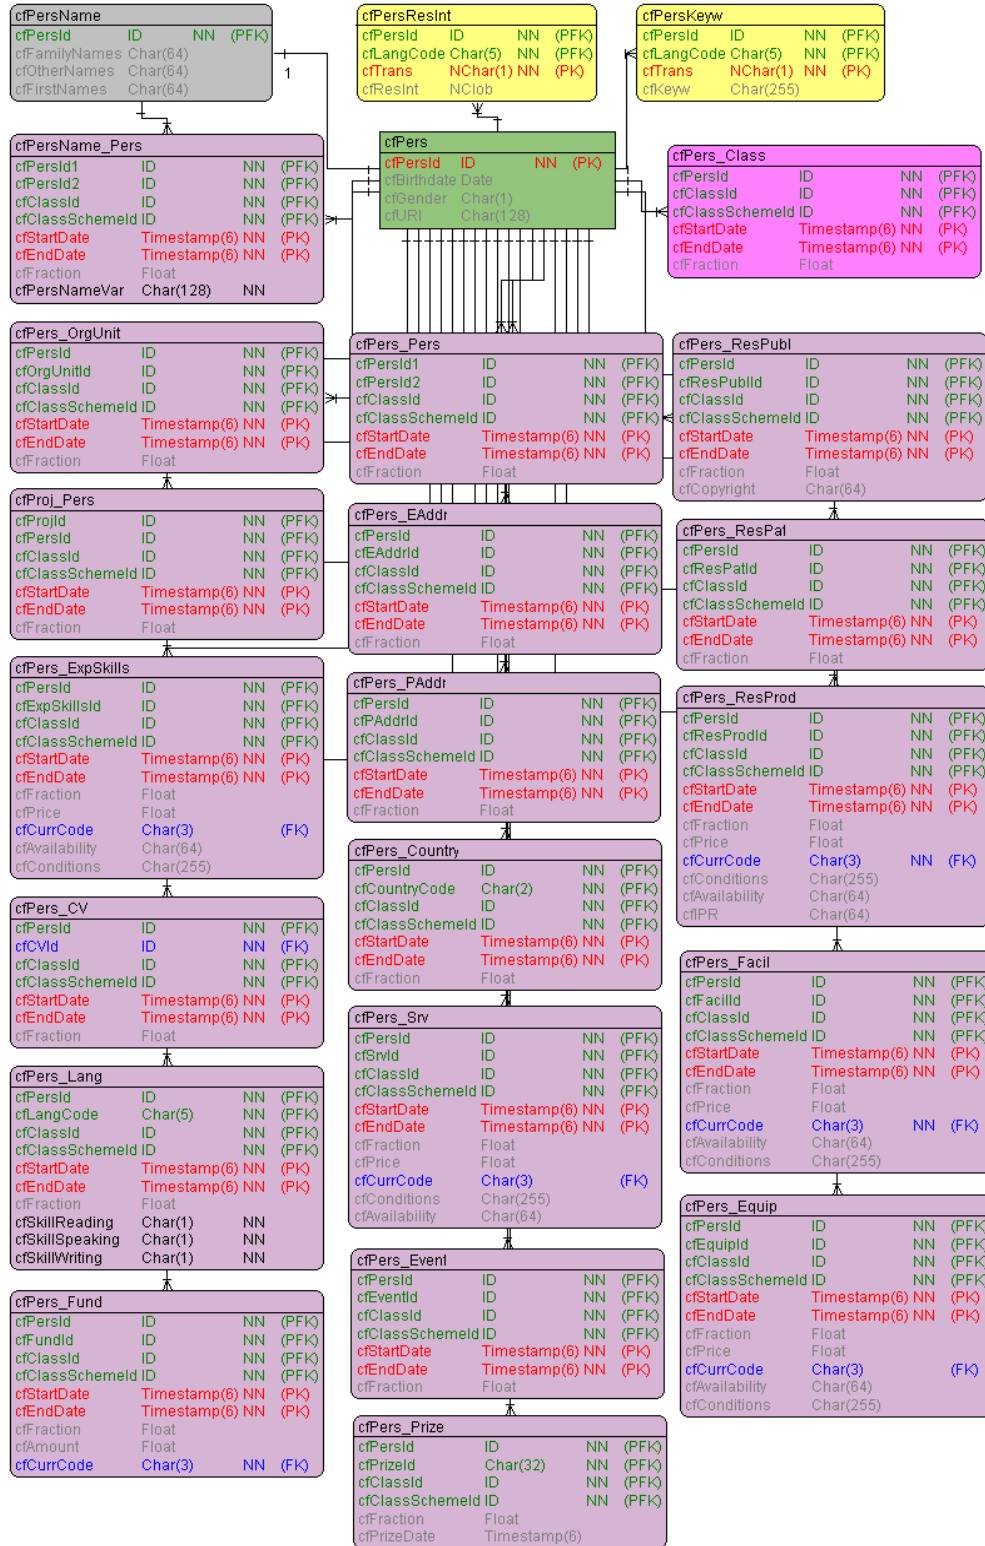 cfPersName
cfPersId ID NN (PFK)
cfFamilyNames Char(64)
cfOtherNames Char(64)
cfFirstNames Char(64)
1
cfPersResInt
cfPersId ID NN (PFK)
cfLangCode Char(5) NN (PFK)
cfTrans NChar(1) NN (PK)
cfResInt NClob
cfPersKeyw
cfPersId ID NN (PFK)
cfLangCode Char(5) NN (PFK)
cfTrans NChar(1) NN (PK)
cfKeyw Char(255)
cfPersName_Pers
cfPersId1 ID NN (PFK)
cfPersId2 ID NN (PFK)
cfClassId ID NN (PFK)
cfClassSchemeId ID NN (PFK)
cfStartDate Timestamp(6) NN (PK)
cfEndDate Timestamp(6) NN (PK)
cfFraction Float
cfPersNameVar Char(128) NN
cfPers
cfPersId ID NN (PK)
cfBirthdate Date
cfGender Char(1)
cfURI Char(128)
cfPers_Class
cfPersId ID NN (PFK)
cfClassId ID NN (PFK)
cfClassSchemeId ID NN (PFK)
cfStartDate Timestamp(6) NN (PK)
cfEndDate Timestamp(6) NN (PK)
cfFraction Float
cfPers_OrgUnit
cfPersId ID NN (PFK)
cfOrgUnitId ID NN (PFK)
cfClassId ID NN (PFK)
cfClassSchemeId ID NN (PFK)
cfStartDate Timestamp(6) NN (PK)
cfEndDate Timestamp(6) NN (PK)
cfFraction Float
cfPers_Pers
cfPersId1 ID NN (PFK)
cfPersId2 ID NN (PFK)
cfClassId ID NN (PFK)
cfClassSchemeId ID NN (PFK)
cfStartDate Timestamp(6) NN (PK)
cfEndDate Timestamp(6) NN (PK)
cfFraction Float
cfPers_ResPubl
cfPersId ID NN (PFK)
cfResPublId ID NN (PFK)
cfClassId ID NN (PFK)
cfClassSchemeId ID NN (PFK)
cfStartDate Timestamp(6) NN (PK)
cfEndDate Timestamp(6) NN (PK)
cfFraction Float
cfCopyright Char(64)
cfProj_Pers
cfProjId ID NN (PFK)
cfPersId ID NN (PFK)
cfClassId ID NN (PFK)
cfClassSchemeId ID NN (PFK)
cfStartDate Timestamp(6) NN (PK)
cfEndDate Timestamp(6) NN (PK)
cfFraction Float
cfPers_EAddr
cfPersId ID NN (PFK)
cfEAddrId ID NN (PFK)
cfClassId ID NN (PFK)
cfClassSchemeId ID NN (PFK)
cfStartDate Timestamp(6) NN (PK)
cfEndDate Timestamp(6) NN (PK)
cfFraction Float
cfPers_ResPat
cfPersId ID NN (PFK)
cfResPatId ID NN (PFK)
cfClassId ID NN (PFK)
cfClassSchemeId ID NN (PFK)
cfStartDate Timestamp(6) NN (PK)
cfEndDate Timestamp(6) NN (PK)
cfFraction Float
cfPers_ExpSkills
cfPersId ID NN (PFK)
cfExpSkillsId ID NN (PFK)
cfClassId ID NN (PFK)
cfClassSchemeId ID NN (PFK)
cfStartDate Timestamp(6) NN (PK)
cfEndDate Timestamp(6) NN (PK)
cfFraction Float
cfPrice Float
cfCurrCode Char(3) (FK)
cfAvailability Char(64)
cfConditions Char(255)
cfPers_PAddr
cfPersId ID NN (PFK)
cfPAddrId ID NN (PFK)
cfClassId ID NN (PFK)
cfClassSchemeId ID NN (PFK)
cfStartDate Timestamp(6) NN (PK)
cfEndDate Timestamp(6) NN (PK)
cfFraction Float
cfPers_ResProd
cfPersId ID NN (PFK)
cfResProdId ID NN (PFK)
cfClassId ID NN (PFK)
cfClassSchemeId ID NN (PFK)
cfStartDate Timestamp(6) NN (PK)
cfEndDate Timestamp(6) NN (PK)
cfFraction Float
cfPrice Float
cfCurrCode Char(3) NN (FK)
cfConditions Char(255)
cfAvailability Char(64)
cfIPR Char(64)
cfPers_CV
cfPersId ID NN (PFK)
cfCVId ID NN (FK)
cfClassId ID NN (PFK)
cfClassSchemeId ID NN (PFK)
cfStartDate Timestamp(6) NN (PK)
cfEndDate Timestamp(6) NN (PK)
cfFraction Float
cfPers_Country
cfPersId ID NN (PFK)
cfCountryCode Char(2) NN (PFK)
cfClassId ID NN (PFK)
cfClassSchemeId ID NN (PFK)
cfStartDate Timestamp(6) NN (PK)
cfEndDate Timestamp(6) NN (PK)
cfFraction Float
cfPers_Facil
cfPersId ID NN (PFK)
cfFacilId ID NN (PFK)
cfClassId ID NN (PFK)
cfClassSchemeId ID NN (PFK)
cfStartDate Timestamp(6) NN (PK)
cfEndDate Timestamp(6) NN (PK)
cfFraction Float
cfPrice Float
cfCurrCode Char(3) NN (FK)
cfAvailability Char(64)
cfConditions Char(255)
cfPers_Lang
cfPersId ID NN (PFK)
cfLangCode Char(5) NN (PFK)
cfClassId ID NN (PFK)
cfClassSchemeId ID NN (PFK)
cfStartDate Timestamp(6) NN (PK)
cfEndDate Timestamp(6) NN (PK)
cfFraction Float
cfSkillReading Char(1) NN
cfSkillSpeaking Char(1) NN
cfSkillWriting Char(1) NN
cfPers_Srv
cfPersId ID NN (PFK)
cfSrvId ID NN (PFK)
cfClassId ID NN (PFK)
cfClassSchemeId ID NN (PFK)
cfStartDate Timestamp(6) NN (PK)
cfEndDate Timestamp(6) NN (PK)
cfFraction Float
cfPrice Float
cfCurrCode Char(3) (FK)
cfConditions Char(255)
cfAvailability Char(64)
cfPers_Equip
cfPersId ID NN (PFK)
cfEquipId ID NN (PFK)
cfClassId ID NN (PFK)
cfClassSchemeId ID NN (PFK)
cfStartDate Timestamp(6) NN (PK)
cfEndDate Timestamp(6) NN (PK)
cfFraction Float
cfPrice Float
cfCurrCode Char(3) (FK)
cfAvailability Char(64)
cfConditions Char(255)
cfPers_Fund
cfPersId ID NN (PFK)
cfFundId ID NN (PFK)
cfClassId ID NN (PFK)
cfClassSchemeId ID NN (PFK)
cfStartDate Timestamp(6) NN (PK)
cfEndDate Timestamp(6) NN (PK)
cfFraction Float
cfAmount Float
cfCurrCode Char(3) NN (FK)
cfPers_Event
cfPersId ID NN (PFK)
cfEventId ID NN (PFK)
cfClassId ID NN (PFK)
cfClassSchemeId ID NN (PFK)
cfStartDate Timestamp(6) NN (PK)
cfEndDate Timestamp(6) NN (PK)
cfFraction Float
cfPers_Prize
cfPersId ID NN (PFK)
cfPrizeId Char(32) NN (PFK)
cfClassId ID NN (PFK)
cfClassSchemeId ID NN (PFK)
cfFraction Float
cfPrizeDate Timestamp(6)